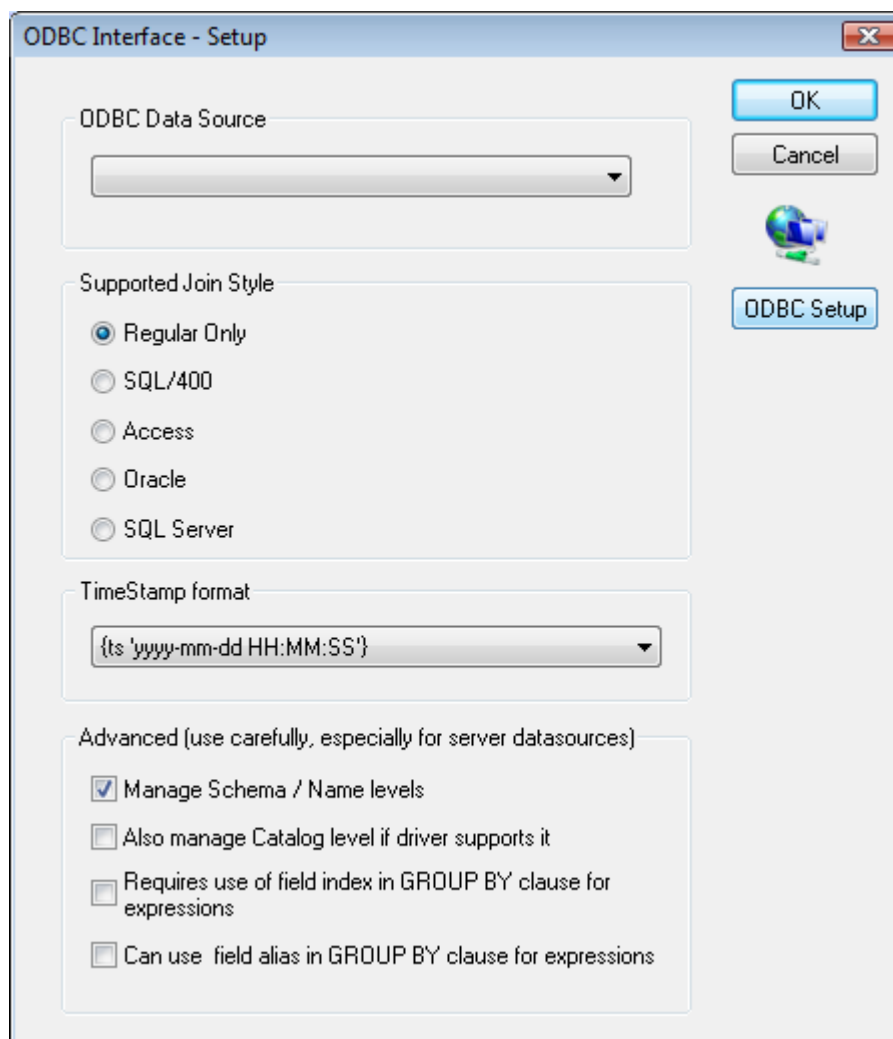 ODBC Interface - Setup
OK
ODBC Data Source
Cancel
Supported Join Style
ODBC Setup
Regular Only
SQL/400
Access
Oracle
SQL Server
TimeStamp format
{ts 'yyyy-mm-dd HH:MM:SS'}
Advanced (use carefully, especially for server datasources)
Manage Schema / Name levels
Also manage Catalog level if driver supports it
Requires use of field index in GROUP BY clause for
expressions
Can use  field alias in GROUP BY clause for expressions